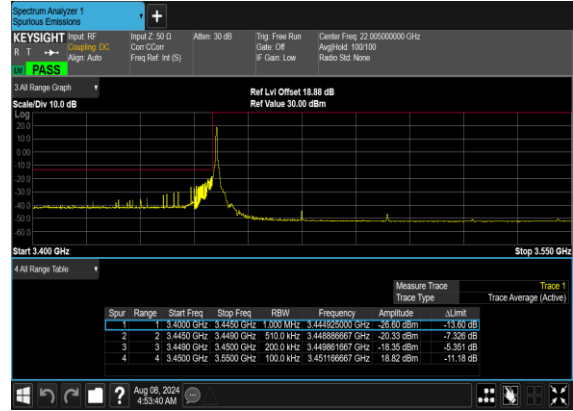 Spectrum Analyzer 1
Spurious Emissions
KEYSIGHT Input: RF Input Z: 50 Ω Atten: 30 dB Trig: Free Run Center Freq: 22.005000000 GHz
R T Coupling: DC Corr CCorr Gate: Off Avg|Hold: 100/100
Align: Auto Freq Ref: Int (S) IF Gain: Low Radio Std: None
PASS
3 All Range Graph
Ref Lvl Offset 18.88 dB
Scale/Div 10.0 dB Ref Value 30.00 dBm
Log
20.0
10.0
0.00
-10.0
-20.0
-30.0
-40.0
-50.0
-60.0
Start 3.400 GHz Stop 3.550 GHz
4 All Range Table
Measure Trace Trace 1
Trace Type Trace Average (Active)
Spur Range Start Freq Stop Freq RBW Frequency Amplitude ΔLimit
1 1 3.4000 GHz 3.4450 GHz 1.000 MHz 3.444925000 GHz -26.60 dBm -13.60 dB
2 2 3.4450 GHz 3.4490 GHz 510.0 kHz 3.448886667 GHz -20.33 dBm -7.326 dB
3 3 3.4490 GHz 3.4500 GHz 200.0 kHz 3.449861667 GHz -18.35 dBm -5.351 dB
4 4 3.4500 GHz 3.5500 GHz 100.0 kHz 3.451166667 GHz 18.82 dBm -11.18 dB
? Aug 08, 2024
4:53:40 AM